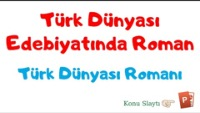 Türk Dünyası
Edebiyatında Roman
Türk Dünyası Romanı
Konu Slaytı
P